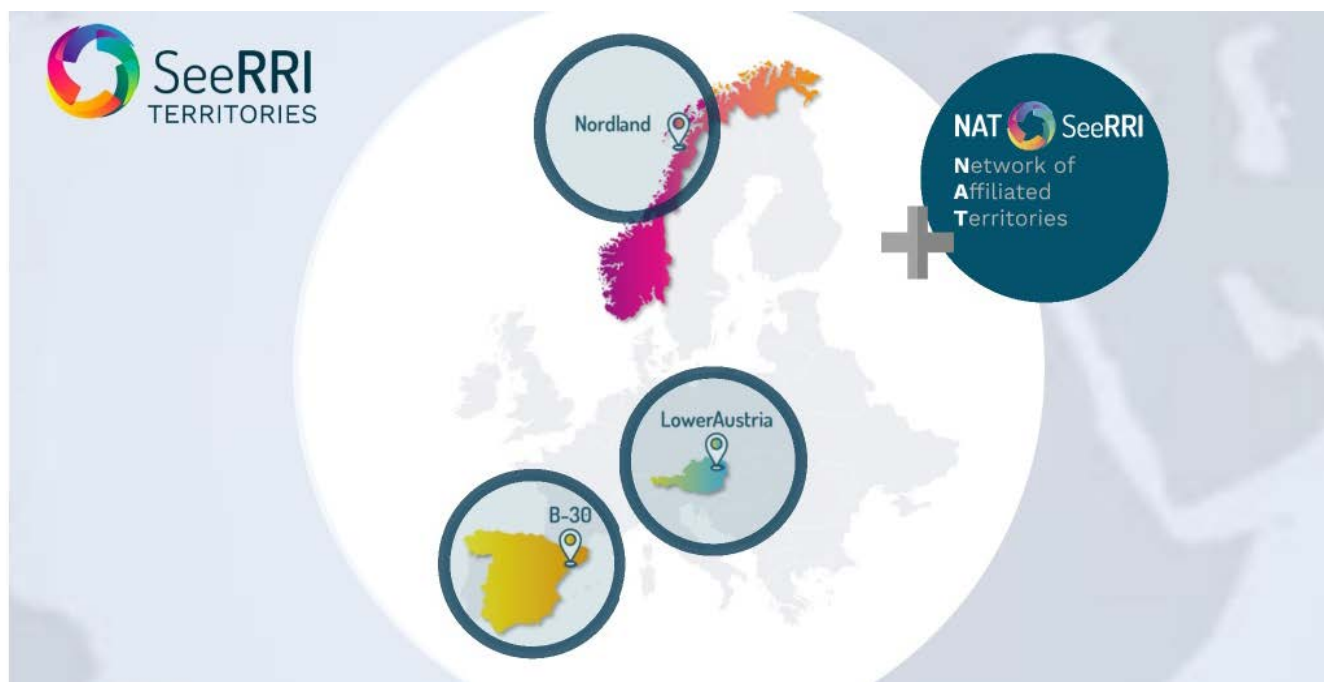 SeeRRI
TERRITORIES
Nordland
NAT SeeRRI
Network of
Affiliated
Territories
LowerAustria
B-30